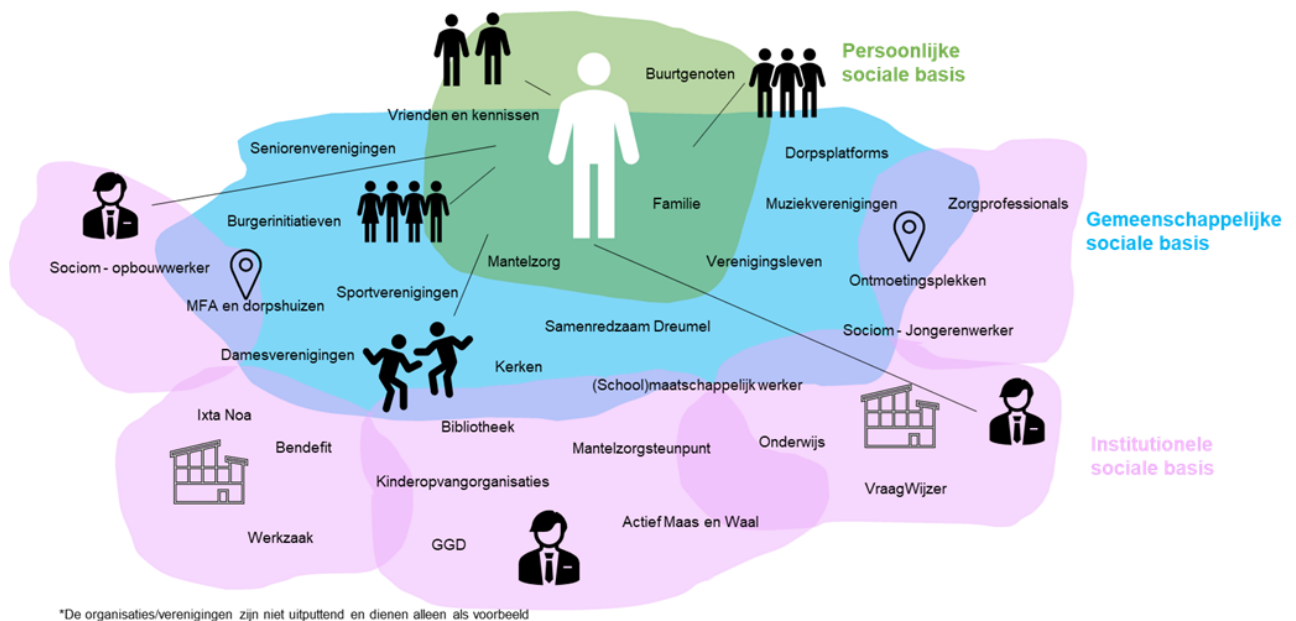 Persoonlijke
sociale basis
Buurtgenoten
Vrienden en kennissen
Seniorenverenigingen
Dorpsplatforms
Familie
Muziekverenigingen
Zorgprofessionals
Burgerinitiatieven
Gemeenschappelijke
sociale basis
Sociom - opbouwwerker
Mantelzorg
Verenigingsleven
Ontmoetingsplekken
MFA en dorpshuizen
Sportverenigingen
Samenredzaam Dreumel
Sociom - Jongerenwerker
Damesverenigingen
Kerken
(School)maatschappelijk werker
Ixta Noa
Bibliotheek
Bendefit
Mantelzorgsteunpunt
Onderwijs
Institutionele
sociale basis
Kinderopvangorganisaties
VraagWijzer
Actief Maas en Waal
Werkzaak
GGD
*De organisaties/verenigingen zijn niet uitputtend en dienen alleen als voorbeeld